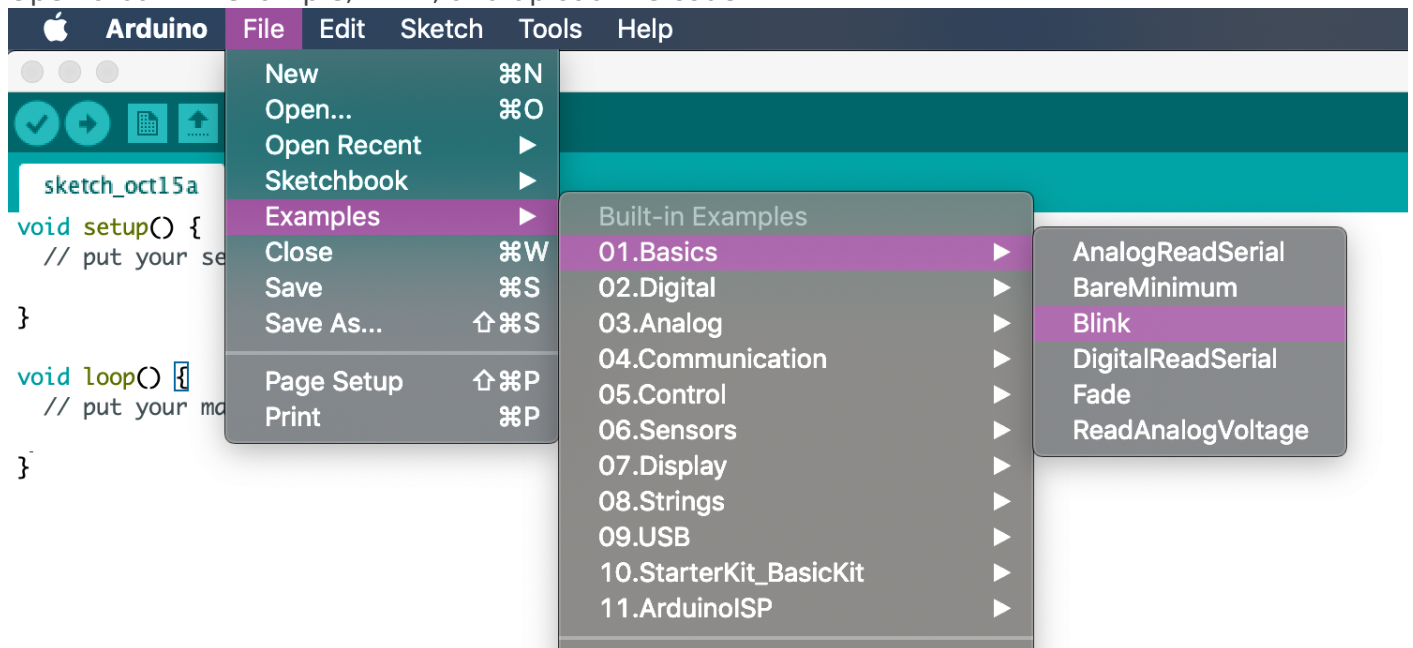 Arduino File Edit Sketch Tools Help
New ⌘N
Open... ⌘O
Open Recent ▶
Sketchbook ▶
Examples ▶
Close ⌘W
Save ⌘S
Save As... ⇧⌘S
Page Setup ⇧⌘P
Print ⌘P
sketch_oct15a
void setup() {
// put your se
}
void loop() {
// put your ma
}
Built-in Examples
01.Basics ▶
02.Digital ▶
03.Analog ▶
04.Communication ▶
05.Control ▶
06.Sensors ▶
07.Display ▶
08.Strings ▶
09.USB ▶
10.StarterKit_BasicKit ▶
11.ArduinoISP ▶
AnalogReadSerial
BareMinimum
Blink
DigitalReadSerial
Fade
ReadAnalogVoltage